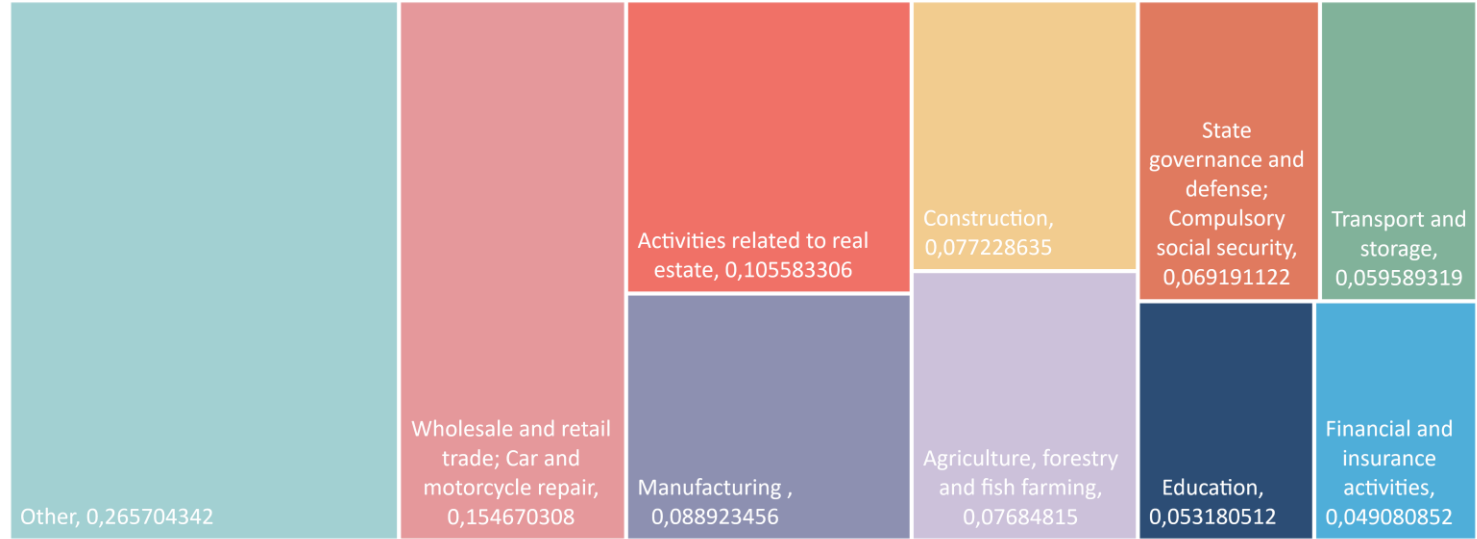 Other, 0,265704342
Wholesale and retail
trade; Car and
motorcycle repair,
0,154670308
Activities related to real
estate, 0,105583306
Manufacturing ,
0,088923456
Construction,
0,077228635
Agriculture, forestry
and fish farming,
0,07684815
State
governance and
defense;
Compulsory
social security,
0,069191122
Transport and
storage,
0,059589319
Education,
0,053180512
Financial and
insurance
activities,
0,049080852